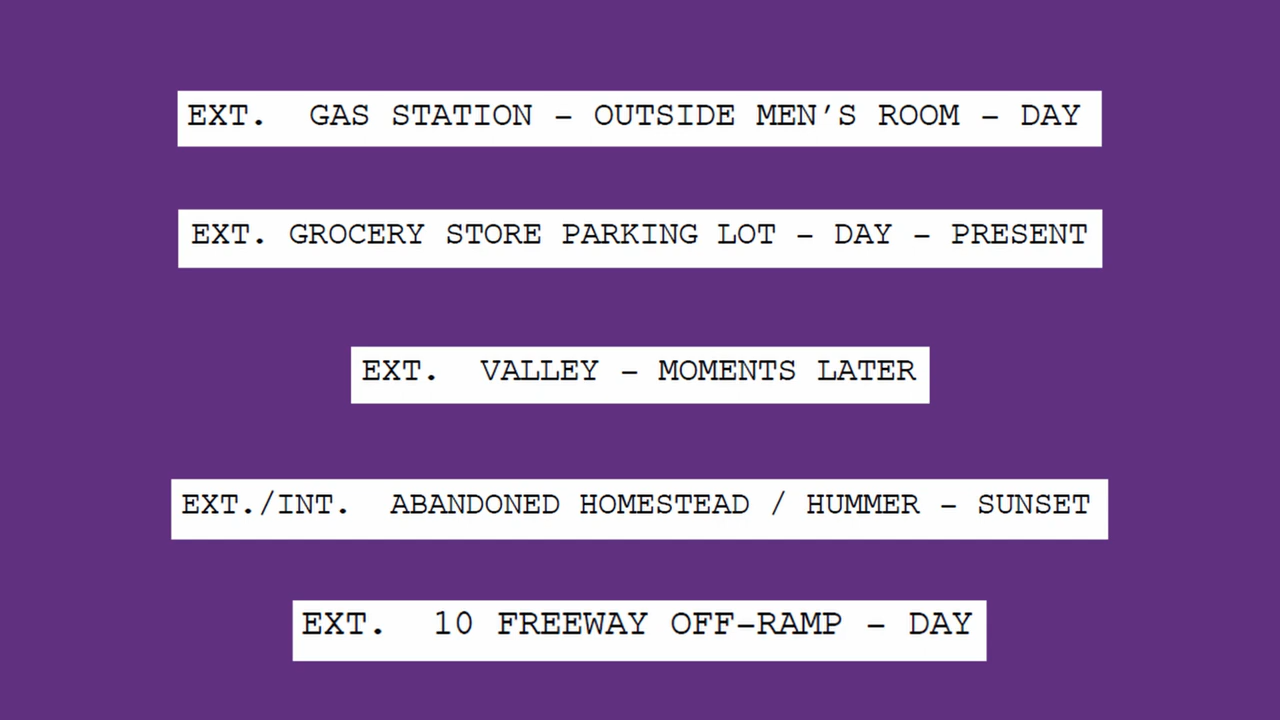 EXT.  GAS STATION – OUTSIDE MEN’S ROOM – DAY
EXT. GROCERY STORE PARKING LOT – DAY – PRESENT
EXT.  VALLEY – MOMENTS LATER
EXT./INT.  ABANDONED HOMESTEAD / HUMMER – SUNSET
EXT.  10 FREEWAY OFF–RAMP – DAY